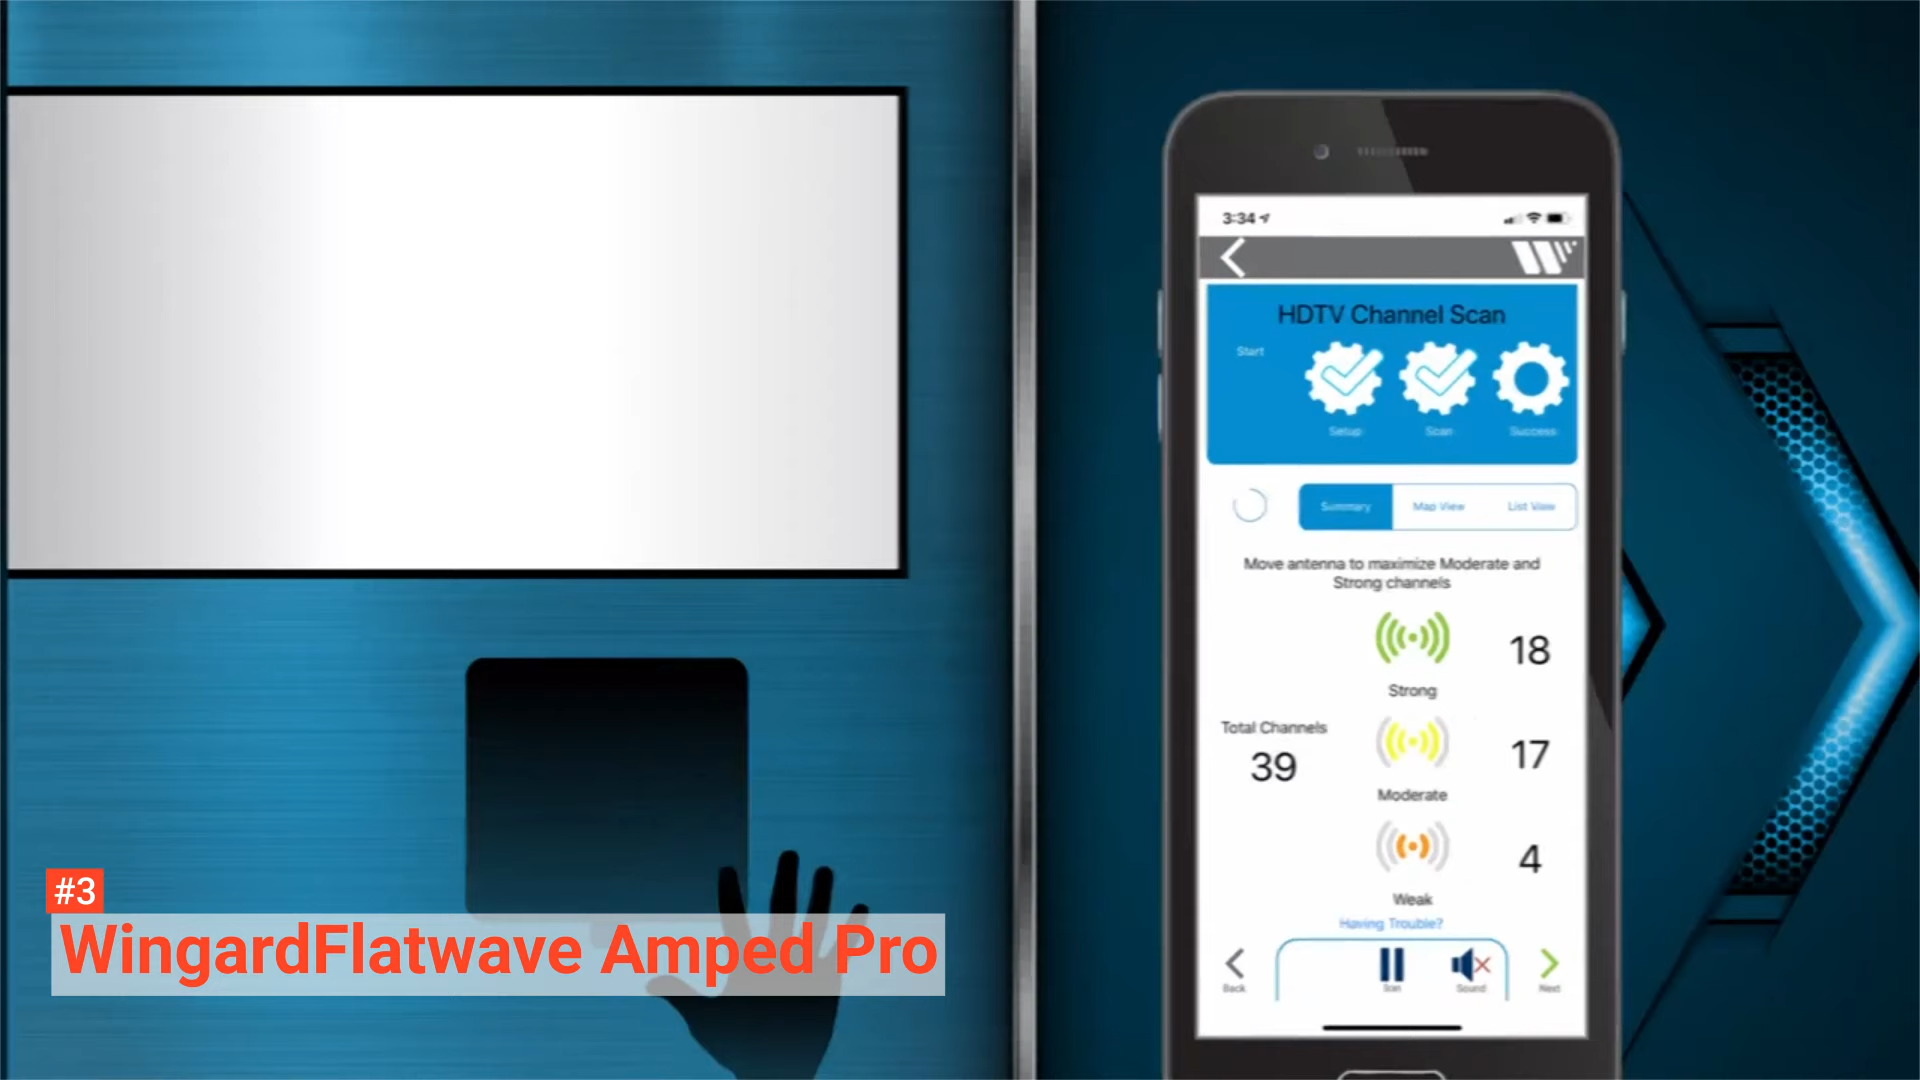 3:34
HDTV Channel Scan
Start
Setup
Scan
Success
Summary
Map View
List View
Move antenna to maximize Moderate and
Strong channels
18
Strong
Total Channels
39
17
Moderate
4
Weak
Having Trouble?
Back
Scan
Sound
Next
#3
WingardFlatwave Amped Pro